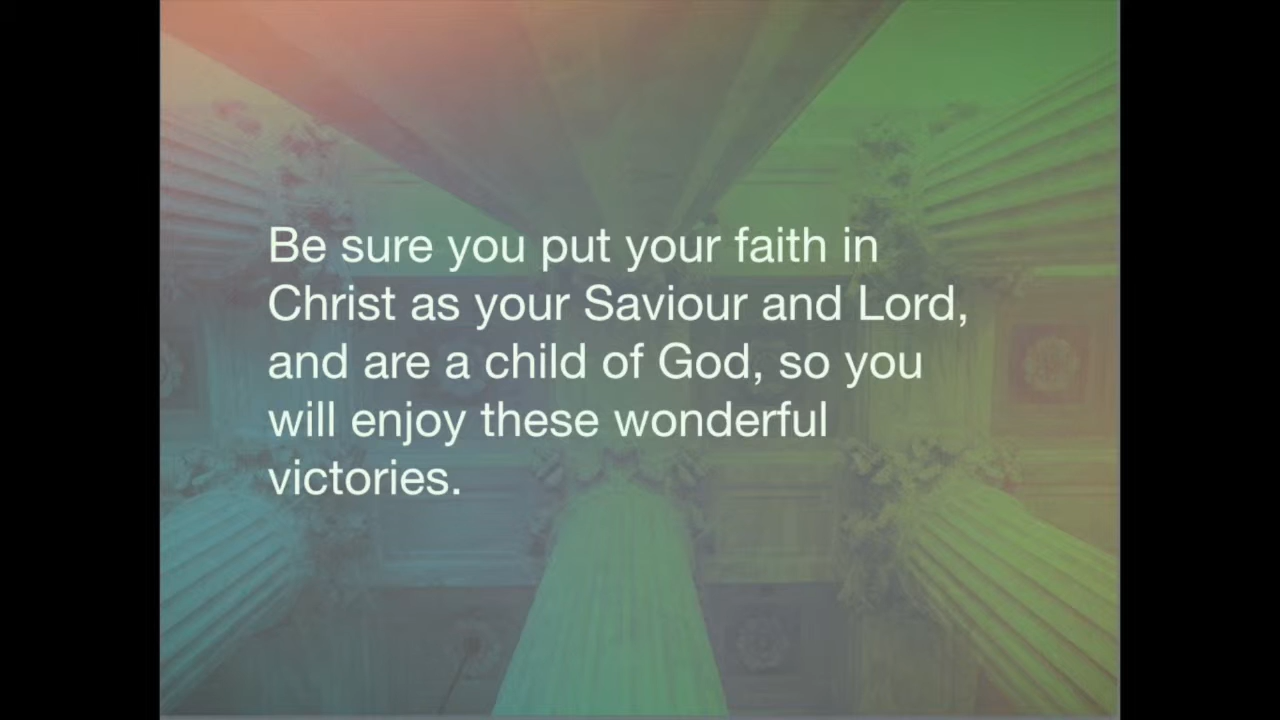 Be sure you put your faith in
Christ as your Saviour and Lord,
and are a child of God, so you
will enjoy these wonderful
victories.